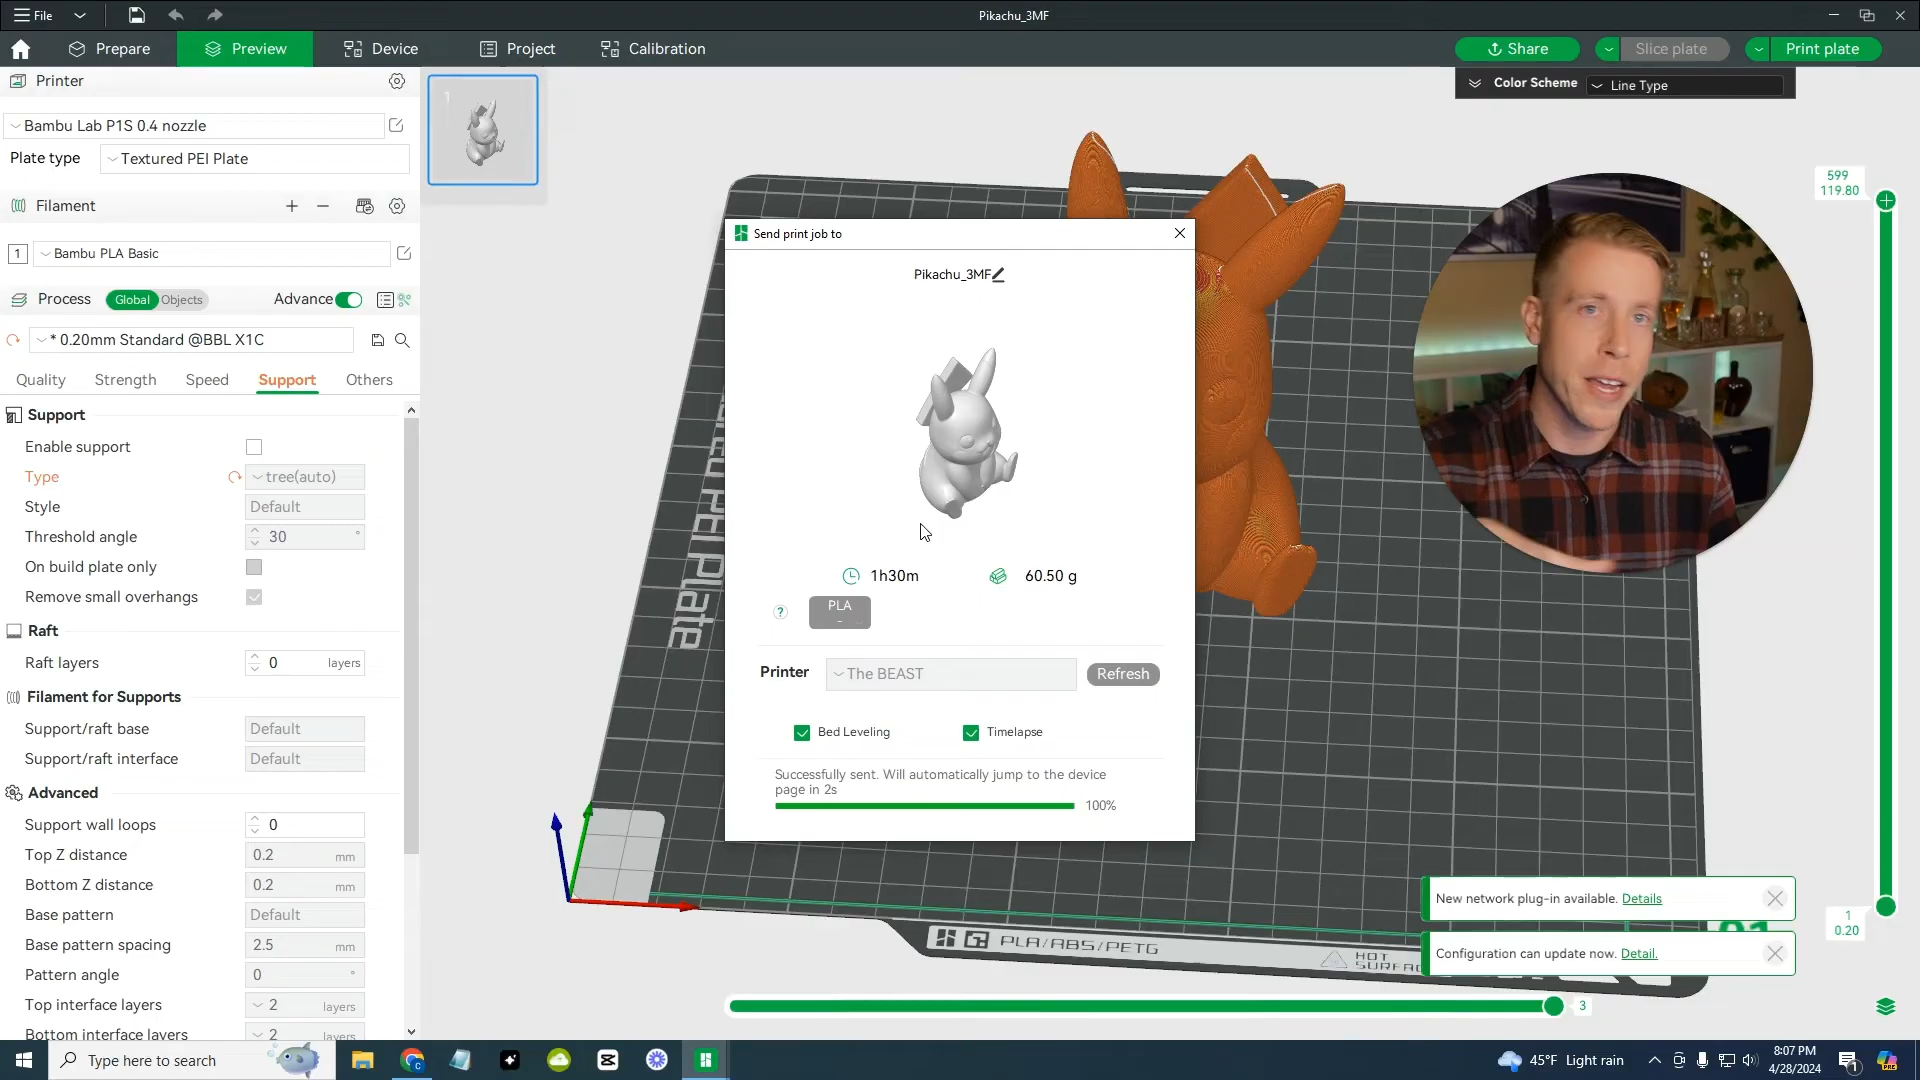 File
Pikachu_3MF
Prepare
Preview
Device
Project
Calibration
Share
Slice plate
Print plate
Printer
Color Scheme
Line Type
Bambu Lab P1S 0.4 nozzle
Plate type
Textured PEI Plate
Filament
1
Bambu PLA Basic
Process
Global
Objects
Advance
* 0.20mm Standard @BBL X1C
Quality
Strength
Speed
Support
Others
Support
Enable support
Type
tree(auto)
Style
Default
Threshold angle
30
°
On build plate only
Remove small overhangs
Raft
Raft layers
0
layers
Filament for Supports
Support/raft base
Default
Support/raft interface
Default
Advanced
Support wall loops
0
Top Z distance
0.2
mm
Bottom Z distance
0.2
mm
Base pattern
Default
Base pattern spacing
2.5
mm
Pattern angle
0
°
Top interface layers
2
layers
Bottom interface layers
2
layers
1
Send print job to
Pikachu_3MF
1h30m
60.50 g
?
PLA
Printer
The BEAST
Refresh
Bed Leveling
Timelapse
Successfully sent. Will automatically jump to the device
page in 2s
100%
599
119.80
1
0.20
PEI Plate
PLA/ABS/PETG
HOT
01
New network plug-in available. Details
Configuration can update now. Detail.
3
Type here to search
45°F Light rain
8:07 PM
4/28/2024
1
PRE